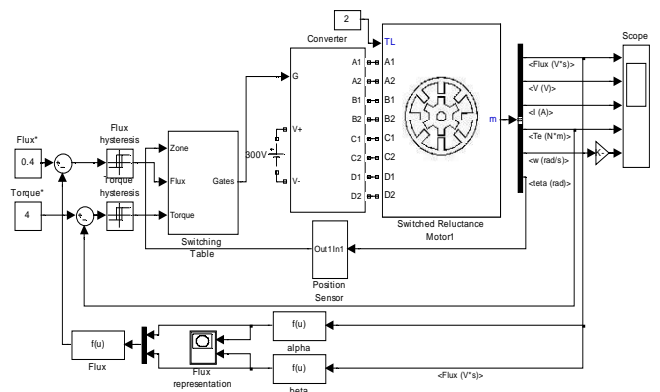 2
Converter
Scope
TL
G
A1
A2
B1
B2
C1
C2
D1
D2
A1
A2
B1
B2
C1
C2
D1
D2
m
<Flux (V*s)>
<V (V)>
<I (A)>
<Te (N*m)>
<w (rad/s)>
<teta (rad)>
K-
V+
300V
V-
Flux*
0.4
Flux
hysteresis
Torque*
4
Torque
hysteresis
Zone
Flux
Torque
Gates
Switching
Table
Switched Reluctance
Motor1
Out1In1
Position
Sensor
f(u)
Flux
Flux
representation
f(u)
alpha
f(u)
beta
<Flux (V*s)>